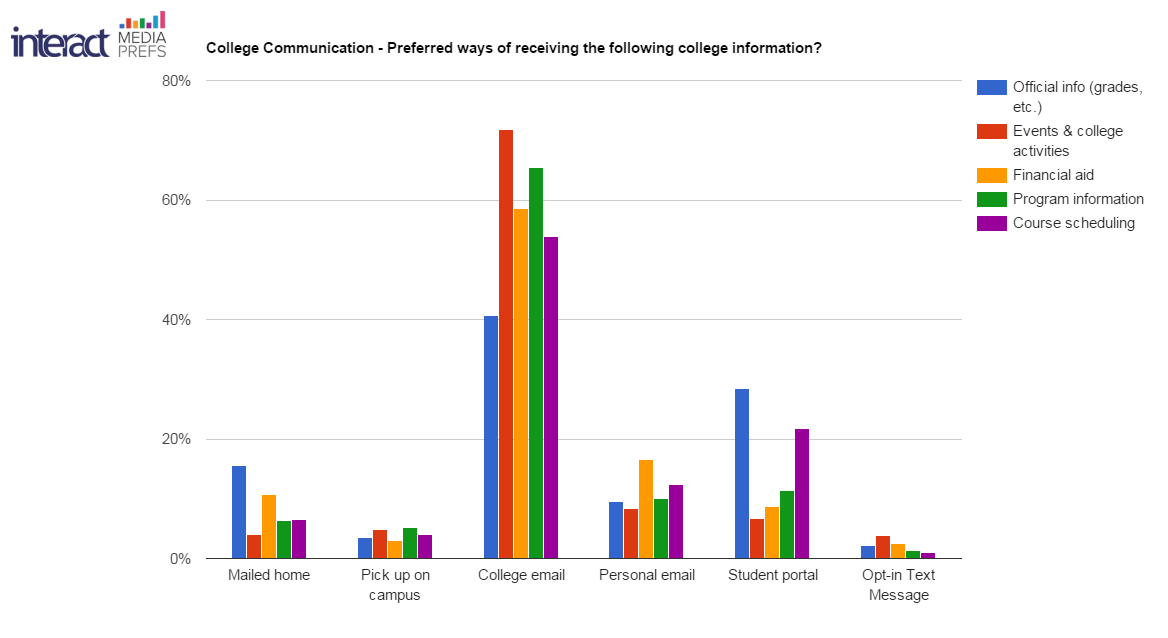 interact MEDIA
PREFS
College Communication - Preferred ways of receiving the following college information?
80%
60%
40%
20%
0%
Mailed home
Pick up on
campus
College email
Personal email
Student portal
Opt-in Text
Message
Official info (grades,
etc.)
Events & college
activities
Financial aid
Program information
Course scheduling